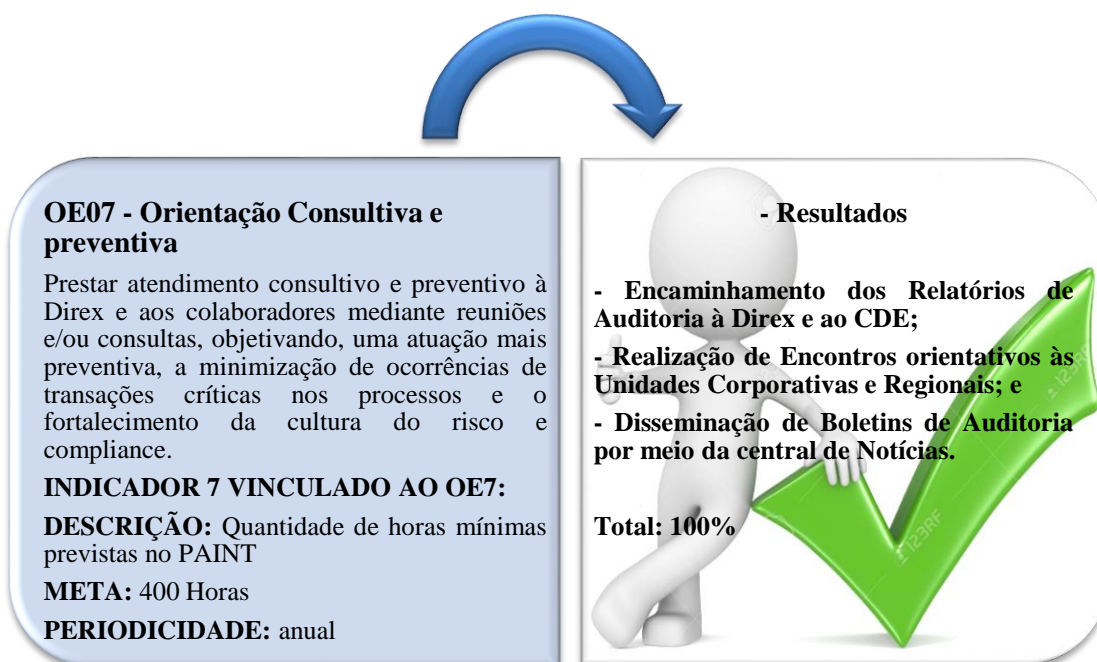 OE07 - Orientação Consultiva e
preventiva
Prestar atendimento consultivo e preventivo à
Direx e aos colaboradores mediante reuniões
e/ou consultas, objetivando, uma atuação mais
preventiva, a minimização de ocorrências de
transações críticas nos processos e o
fortalecimento da cultura do risco e
compliance.
INDICADOR 7 VINCULADO AO OE7:
DESCRIÇÃO: Quantidade de horas mínimas
previstas no PAINT
META: 400 Horas
PERIODICIDADE: anual
- Resultados
- Encaminhamento dos Relatórios de
Auditoria à Direx e ao CDE;
- Realização de Encontros orientativos às
Unidades Corporativas e Regionais; e
- Disseminação de Boletins de Auditoria
por meio da central de Notícias.
Total: 100%
123RF
123RF